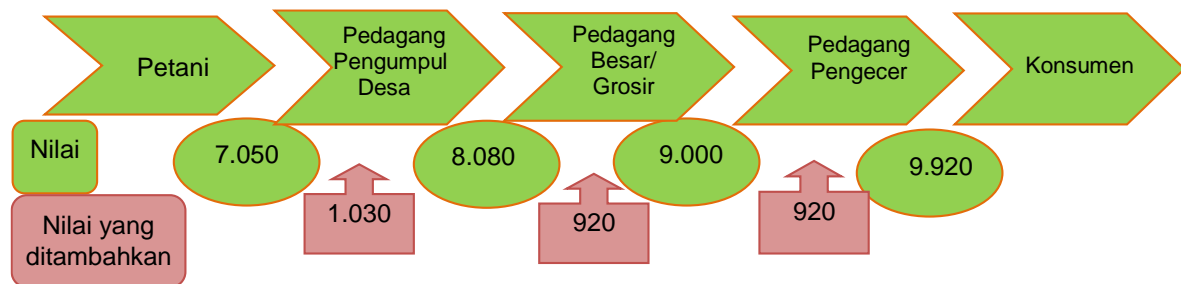 Petani
Pedagang
Pengumpul
Desa
Pedagang
Besar/
Grosir
Pedagang
Pengecer
Konsumen
Nilai
7.050
8.080
9.000
9.920
Nilai yang
ditambahkan
1.030
920
920